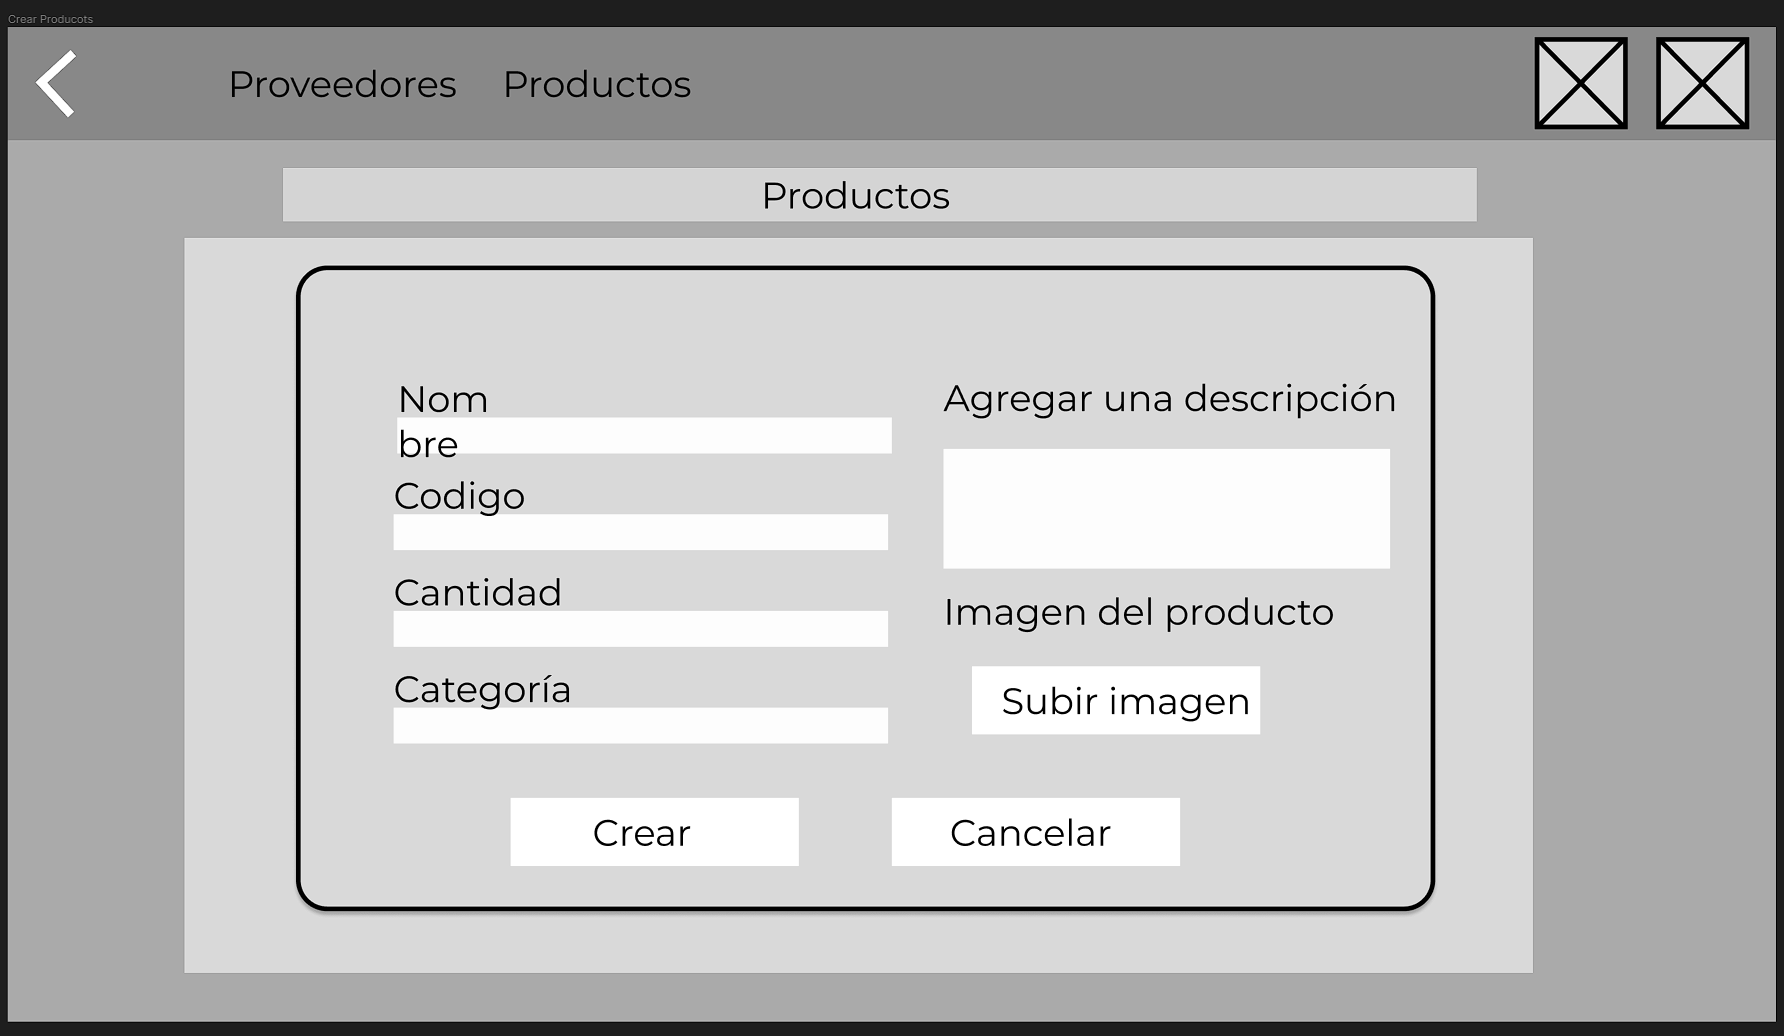 Crear Producots
Proveedores
Productos
Productos
Nom
bre
Codigo
Cantidad
Categoría
Agregar una descripción
Imagen del producto
Subir imagen
Crear
Cancelar